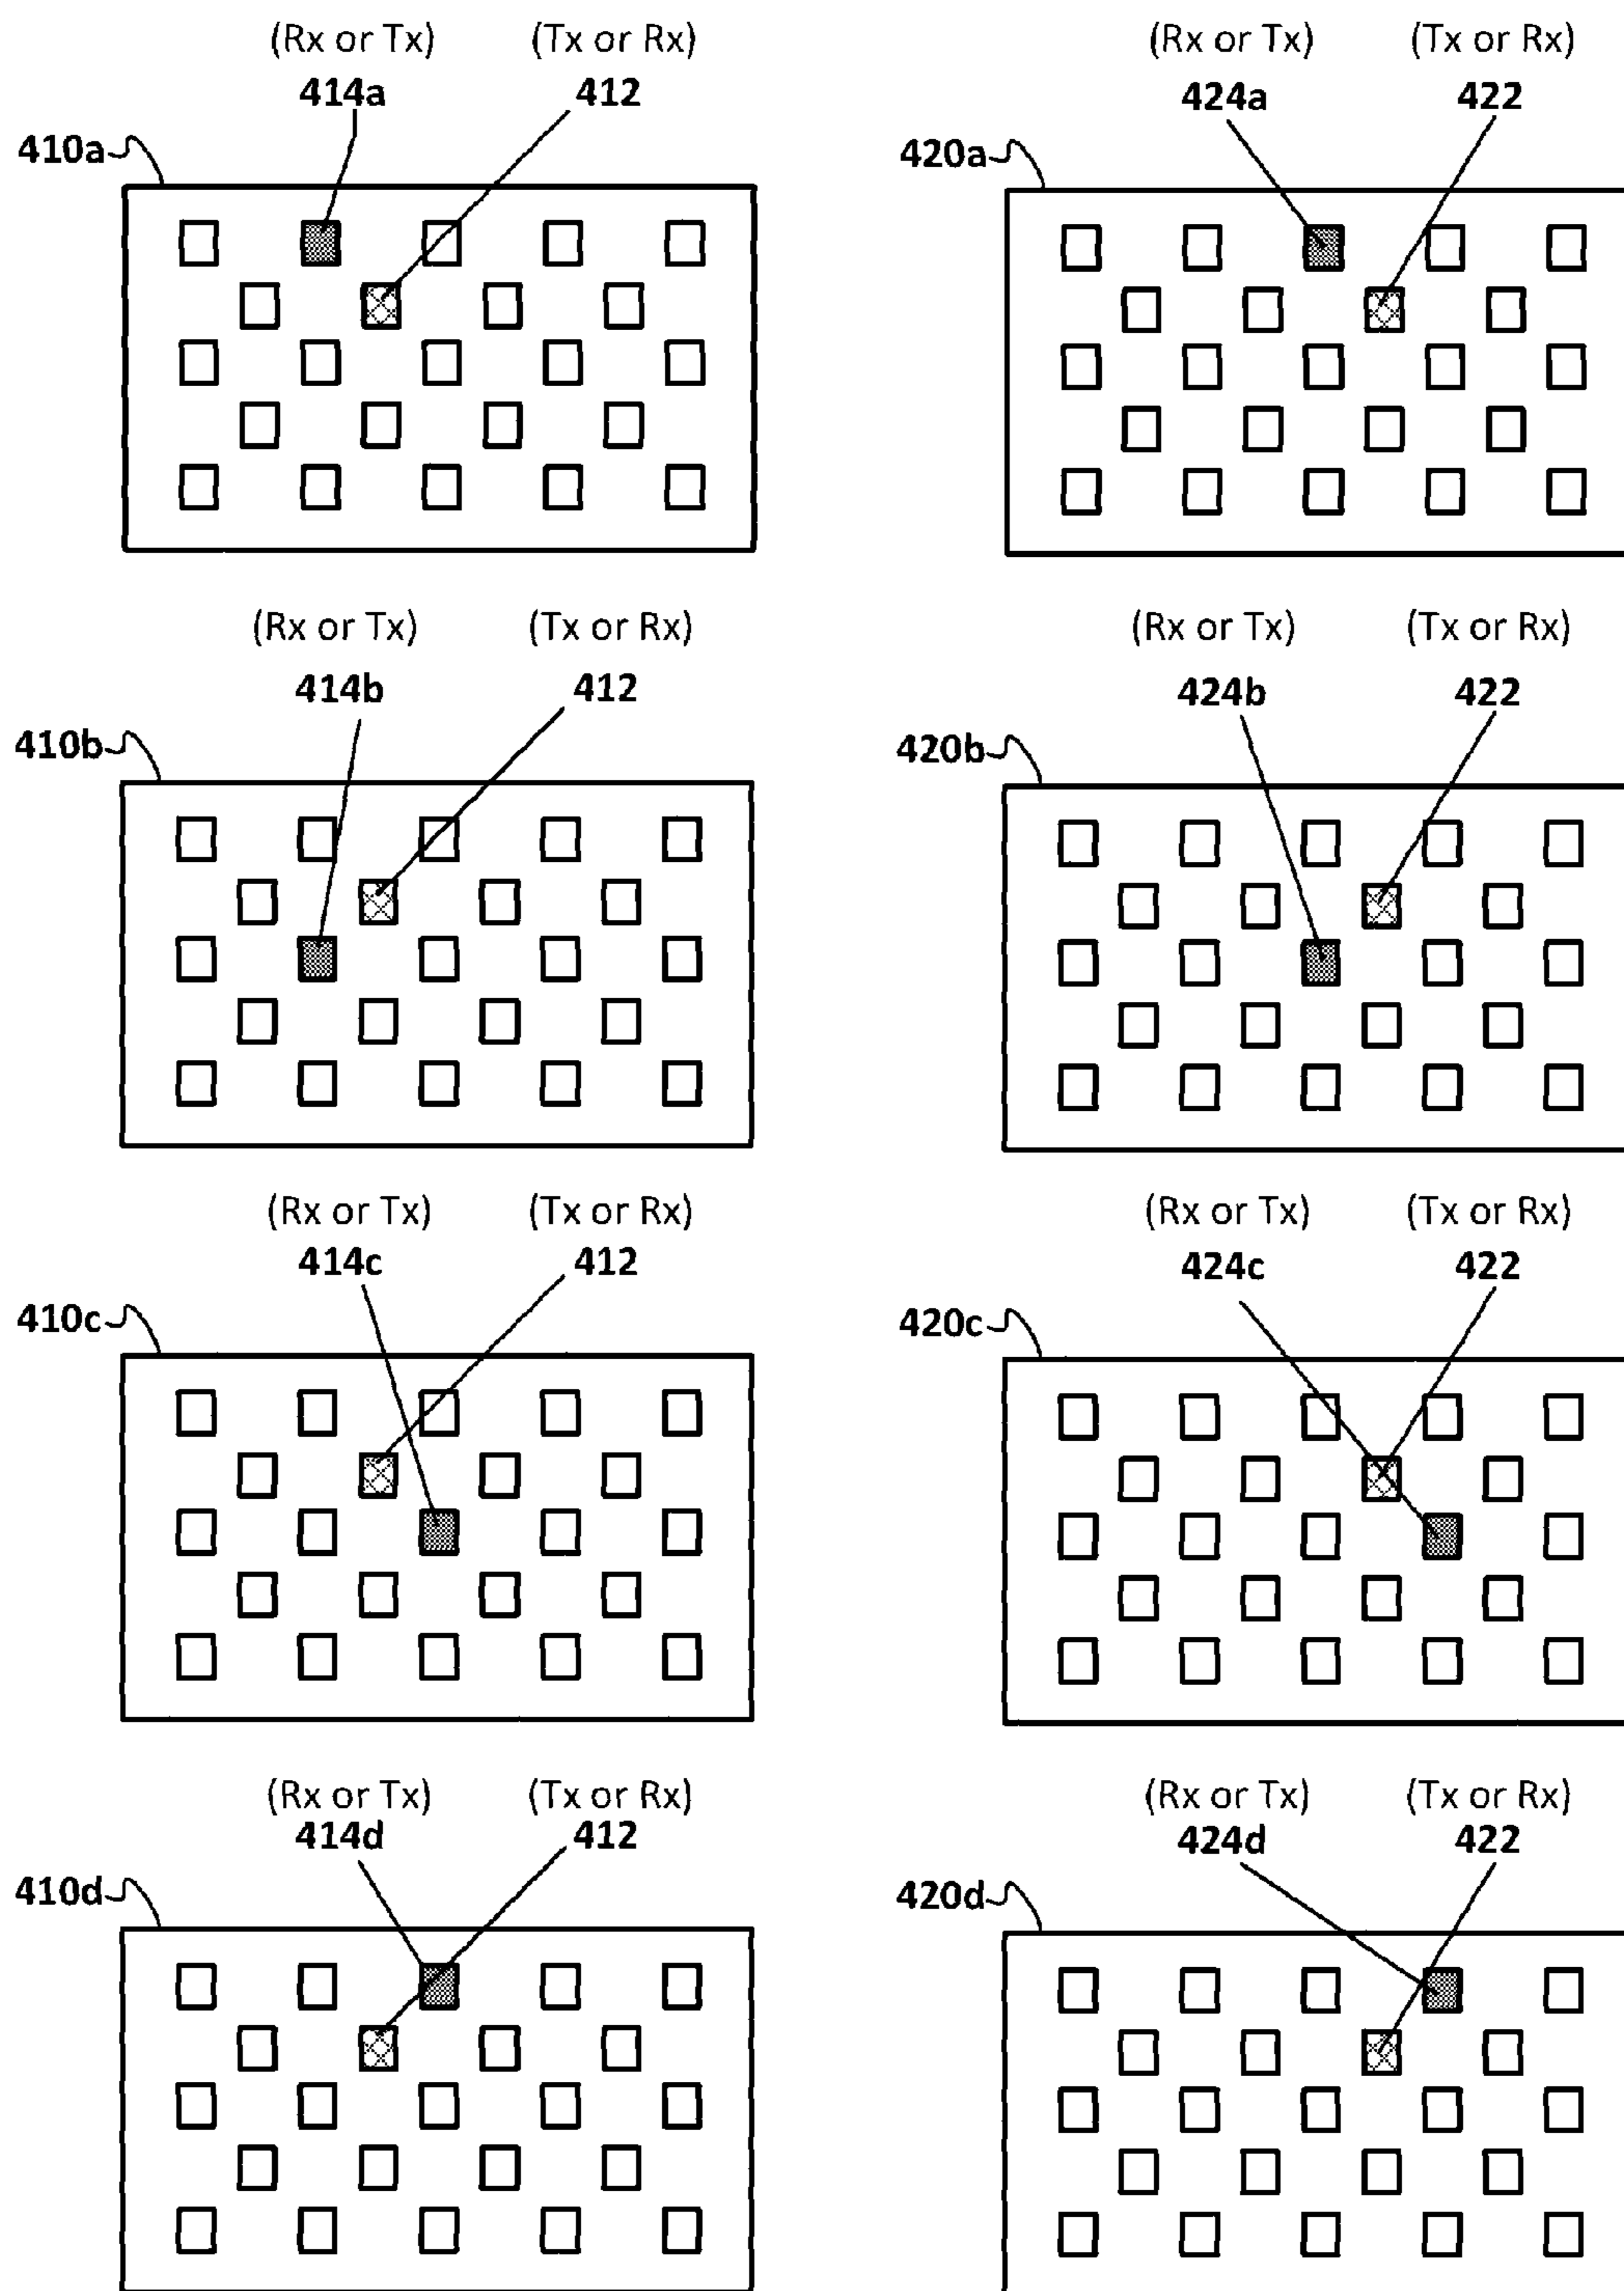 (Rx or Tx) (Tx or Rx) (Rx or Tx) (Tx or Rx)
414a 412 424a 422
410a 420a
(Rx or Tx) (Tx or Rx) (Rx or Tx) (Tx or Rx)
414b 412 424b 422
410b 420b
(Rx or Tx) (Tx or Rx) (Rx or Tx) (Tx or Rx)
414c 412 424c 422
410c 420c
(Rx or Tx) (Tx or Rx) (Rx or Tx) (Tx or Rx)
414d 412 424d 422
410d 420d